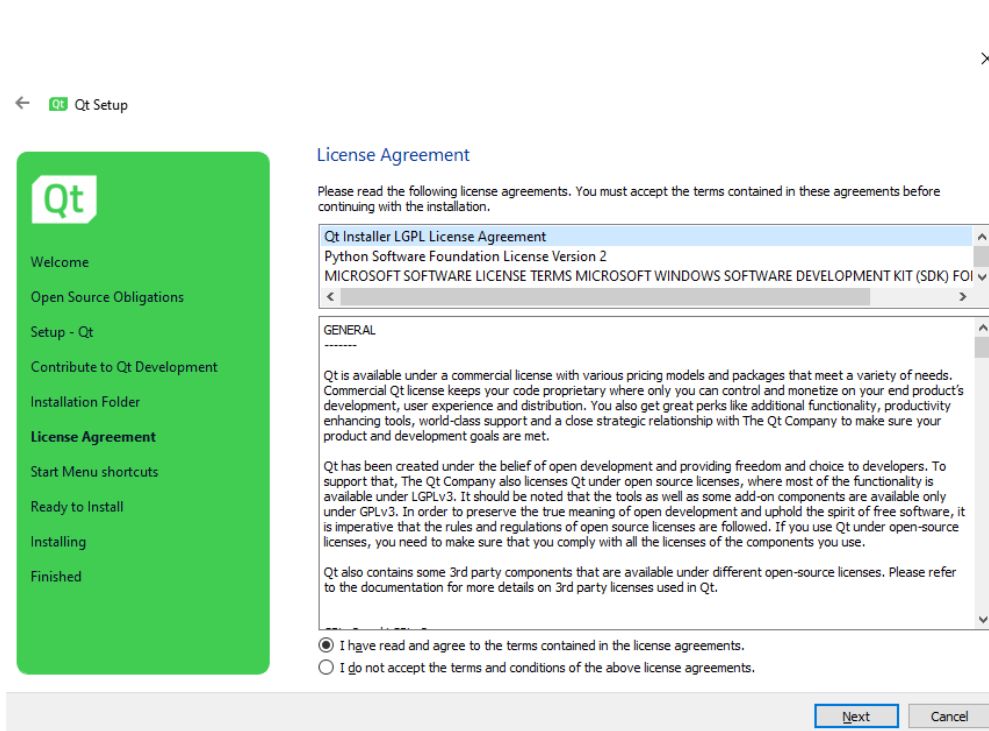 Qt Qt Setup
Qt
Welcome
Open Source Obligations
Setup - Qt
Contribute to Qt Development
Installation Folder
License Agreement
Start Menu shortcuts
Ready to Install
Installing
Finished
License Agreement
Please read the following license agreements. You must accept the terms contained in these agreements before
continuing with the installation.
Qt Installer LGPL License Agreement
Python Software Foundation License Version 2
MICROSOFT SOFTWARE LICENSE TERMS MICROSOFT WINDOWS SOFTWARE DEVELOPMENT KIT (SDK)
GENERAL
-------
Qt is available under a commercial license with various pricing models and packages that meet a variety of needs.
Commercial Qt license keeps your code proprietary where only you can control and monetize on your end product's
development, user experience and distribution. You also get great perks like additional functionality, productivity
enhancing tools, world-class support and a close strategic relationship with The Qt Company to make sure your
product and development goals are met.
Qt has been created under the belief of open development and providing freedom and choice to developers. To
support that, The Qt Company also licenses Qt under open source licenses, where most of the functionality is
available under LGPLv3. It should be noted that the tools as well as some add-on components are available only
under GPLv3. In order to preserve the true meaning of open development and uphold the spirit of free software, it
is imperative that the rules and regulations of open source licenses are followed. If you use Qt under open-source
licenses, you need to make sure that you comply with all the licenses of the components you use.
Qt also contains some 3rd party components that are available under different open-source licenses. Please refer
to the documentation for more details on 3rd party licenses used in Qt.
I have read and agree to the terms contained in the license agreements.
I do not accept the terms and conditions of the above license agreements.
Next
Cancel